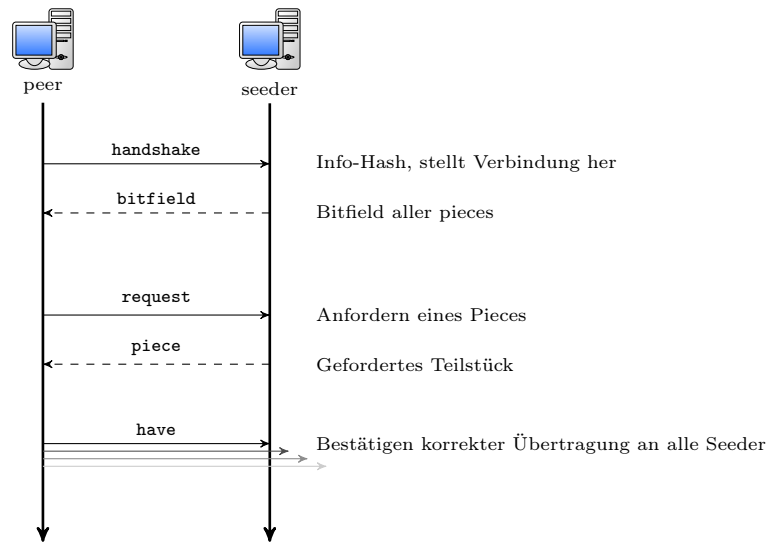 peer
seeder
handshake
Info-Hash, stellt Verbindung her
bitfield
Bitfield aller pieces
request
Anfordern eines Pieces
piece
Gefordertes Teilstück
have
Bestätigen korrekter Übertragung an alle Seeder